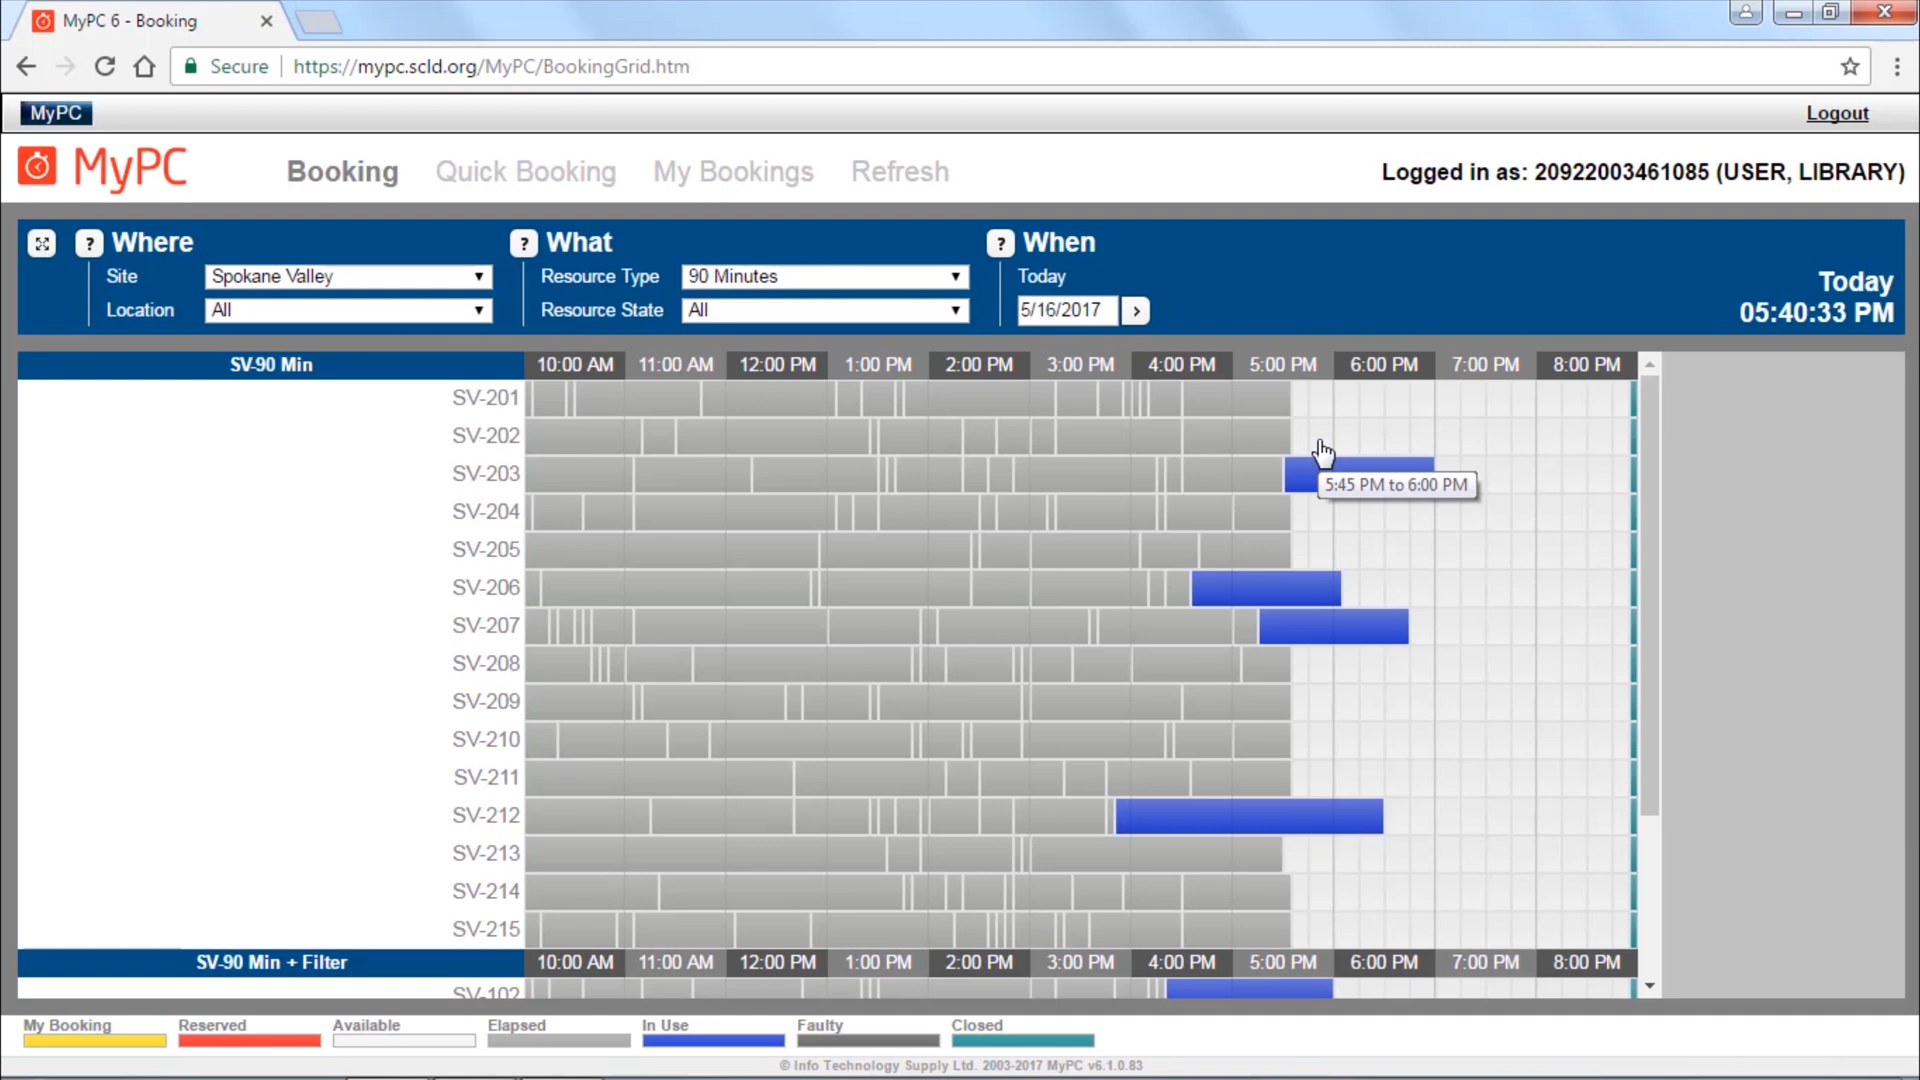 MyPC 6 - Booking
Secure https://mypc.scld.org/MyPC/BookingGrid.htm
MyPC Logout
MyPC Booking Quick Booking My Bookings Refresh Logged in as: 20922003461085 (USER, LIBRARY)
? Where ? What ? When
Site Spokane Valley Resource Type 90 Minutes Today
Location All Resource State All 5/16/2017 >
Today
05:40:33 PM
SV-90 Min 10:00 AM 11:00 AM 12:00 PM 1:00 PM 2:00 PM 3:00 PM 4:00 PM 5:00 PM 6:00 PM 7:00 PM 8:00 PM
SV-201
SV-202
SV-203
5:45 PM to 6:00 PM
SV-204
SV-205
SV-206
SV-207
SV-208
SV-209
SV-210
SV-211
SV-212
SV-213
SV-214
SV-215
SV-90 Min + Filter 10:00 AM 11:00 AM 12:00 PM 1:00 PM 2:00 PM 3:00 PM 4:00 PM 5:00 PM 6:00 PM 7:00 PM 8:00 PM
SV-102
My Booking Reserved Available Elapsed In Use Faulty Closed
© Info Technology Supply Ltd. 2003-2017 MyPC v6.1.0.83